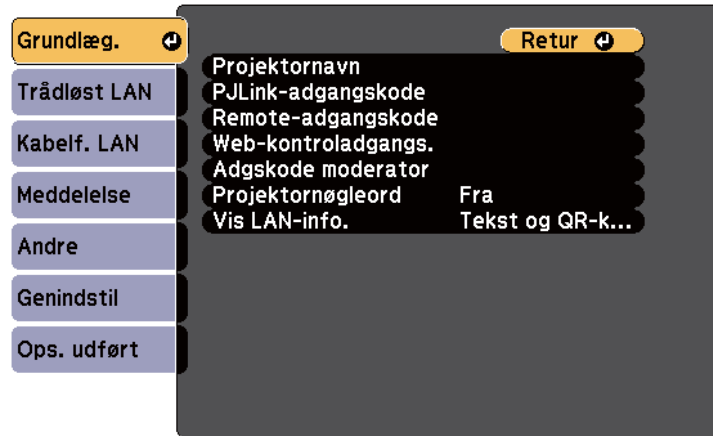 Grundlæg.
Trådløst LAN
Kabelf. LAN
Meddelelse
Andre
Genindstil
Ops. udført
Retur
Projektornavn
PJLink-adgangskode
Remote-adgangskode
Web-kontroladgangs.
Adgskode moderator
Projektornøgleord Fra
Vis LAN-info. Tekst og QR-k...